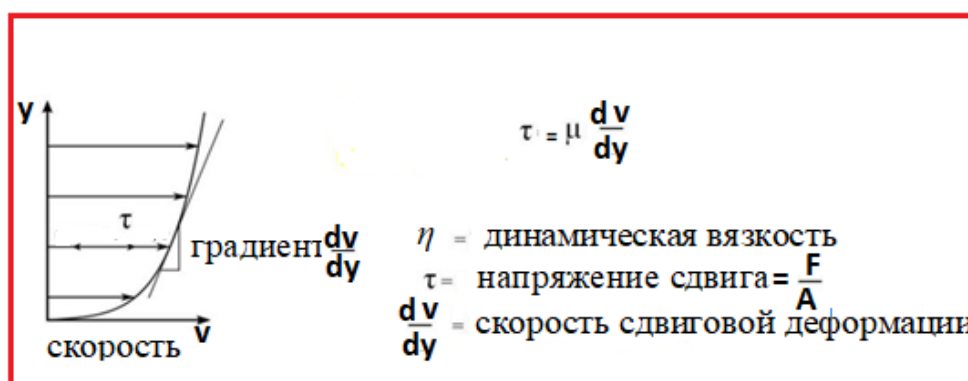 y
τ = μ dv/dy
τ
градиент dv/dy
η = динамическая вязкость
τ = напряжение сдвига = F/A
dv/dy = скорость сдвиговой деформации
v
скорость